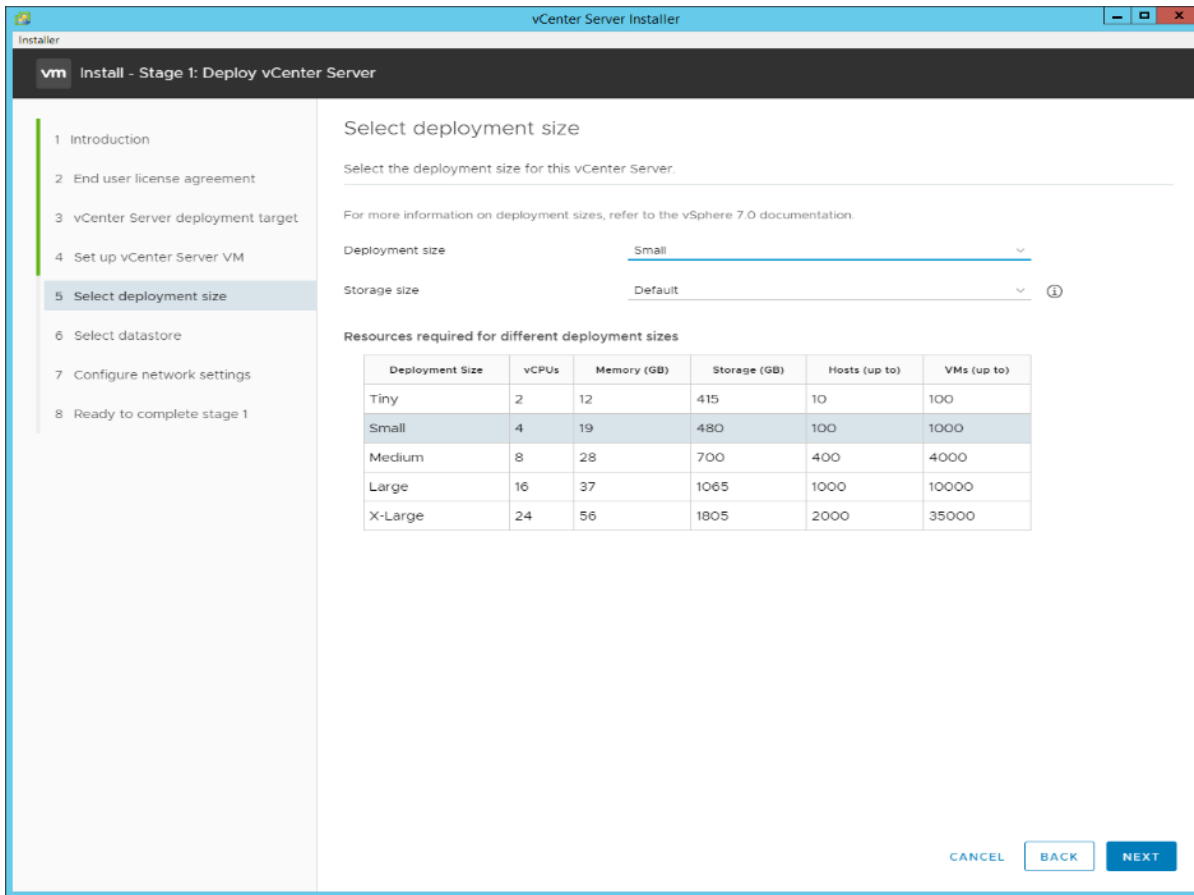 vCenter Server Installer
Installer
vm Install - Stage 1: Deploy vCenter Server
1 Introduction
2 End user license agreement
3 vCenter Server deployment target
4 Set up vCenter Server VM
5 Select deployment size
6 Select datastore
7 Configure network settings
8 Ready to complete stage 1
Select deployment size
Select the deployment size for this vCenter Server.
For more information on deployment sizes, refer to the vSphere 7.0 documentation.
Deployment size Small
Storage size Default
Resources required for different deployment sizes
Deployment Size vCPUs Memory (GB) Storage (GB) Hosts (up to) VMs (up to)
Tiny 2 12 415 10 100
Small 4 19 480 100 1000
Medium 8 28 700 400 4000
Large 16 37 1065 1000 10000
X-Large 24 56 1805 2000 35000
CANCEL BACK NEXT